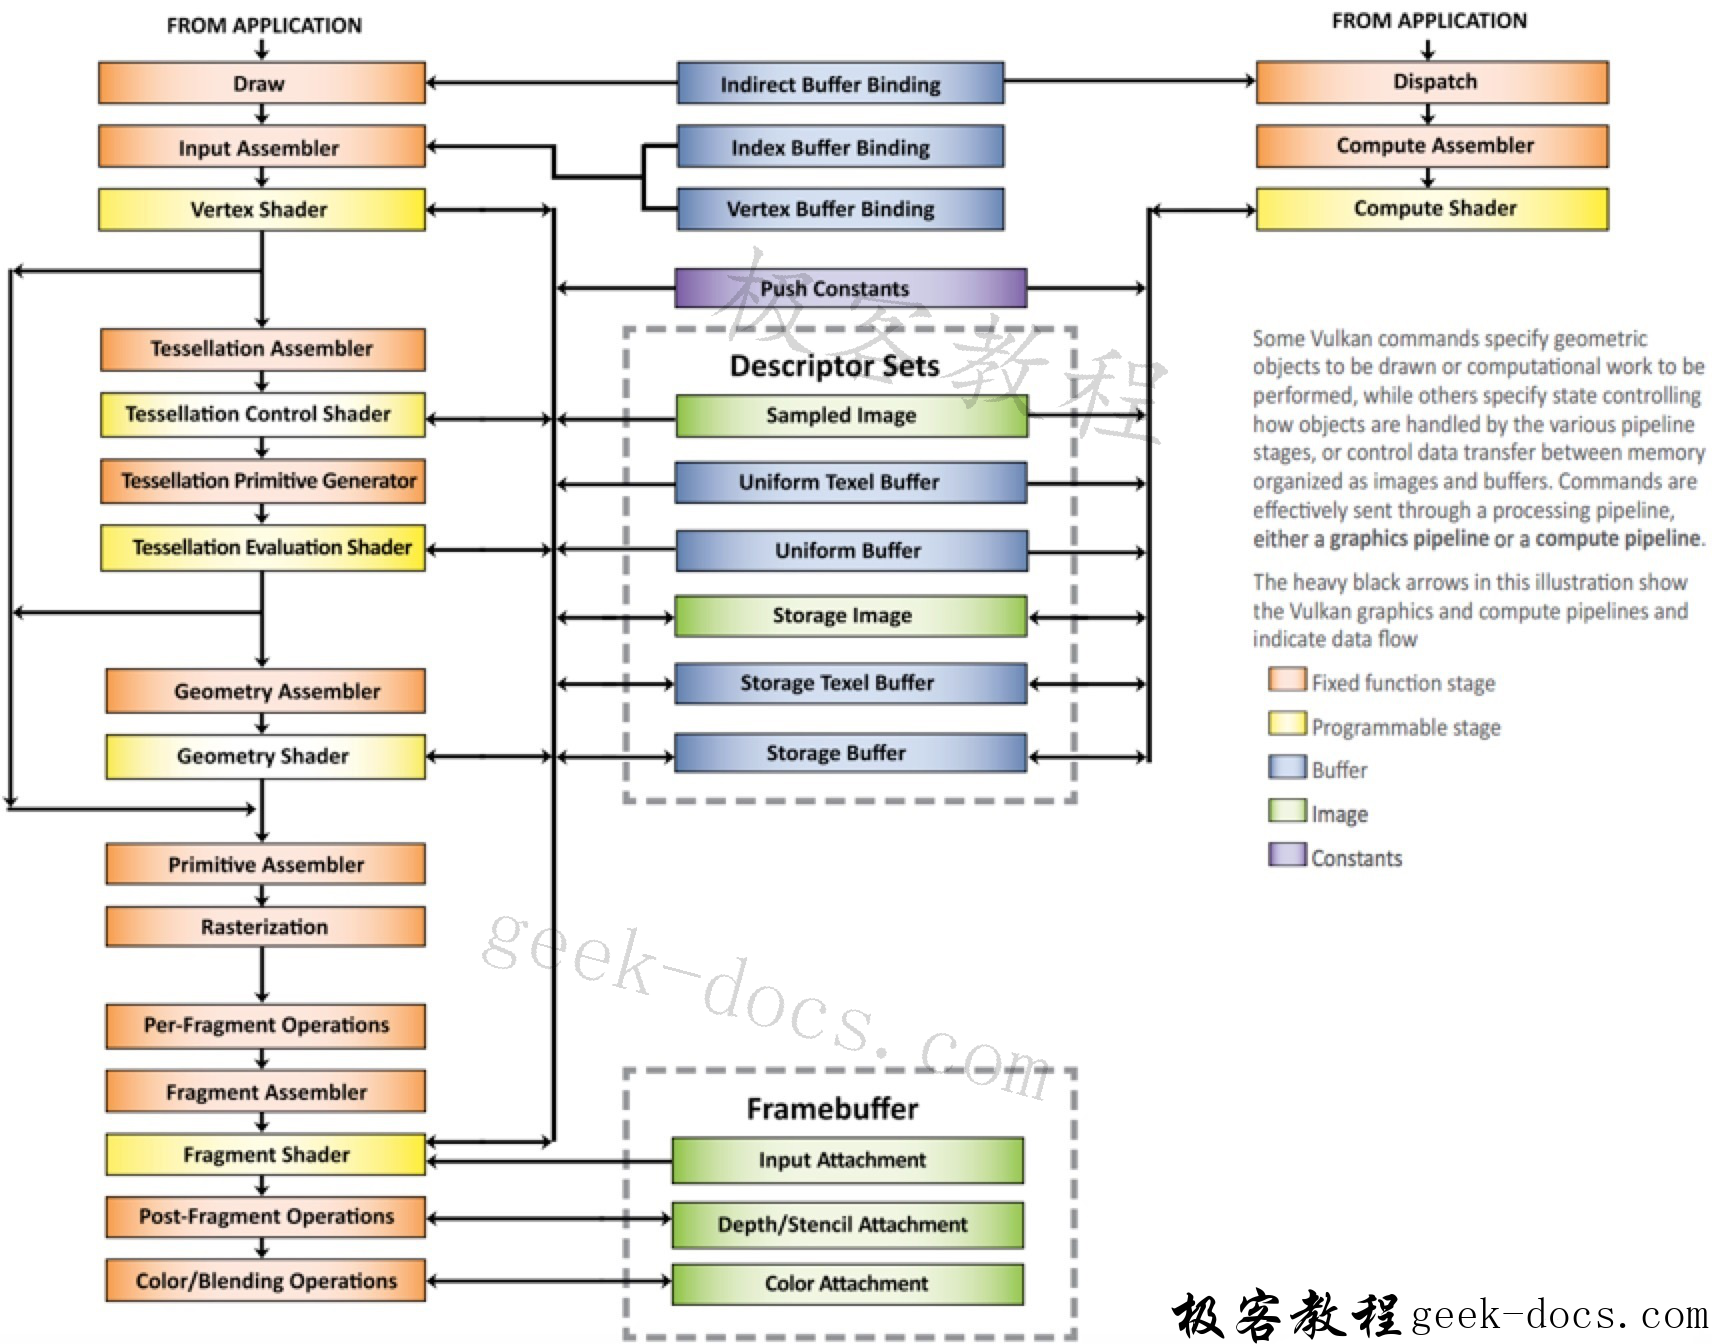 FROM APPLICATION
Draw
Input Assembler
Vertex Shader
Tessellation Assembler
Tessellation Control Shader
Tessellation Primitive Generator
Tessellation Evaluation Shader
Geometry Assembler
Geometry Shader
Primitive Assembler
Rasterization
Per-Fragment Operations
Fragment Assembler
Fragment Shader
Post-Fragment Operations
Color/Blending Operations
Indirect Buffer Binding
Index Buffer Binding
Vertex Buffer Binding
Push Constants
Descriptor Sets
Sampled Image
Uniform Texel Buffer
Uniform Buffer
Storage Image
Storage Texel Buffer
Storage Buffer
Framebuffer
Input Attachment
Depth/Stencil Attachment
Color Attachment
FROM APPLICATION
Dispatch
Compute Assembler
Compute Shader
Some Vulkan commands specify geometric
objects to be drawn or computational work to be
performed, while others specify state controlling
how objects are handled by the various pipeline
stages, or control data transfer between memory
organized as images and buffers. Commands are
effectively sent through a processing pipeline,
either a graphics pipeline or a compute pipeline.
The heavy black arrows in this illustration show
the Vulkan graphics and compute pipelines and
indicate data flow
Fixed function stage
Programmable stage
Buffer
Image
Constants
极客教程
geek-docs.com
极客教程geek-docs.com